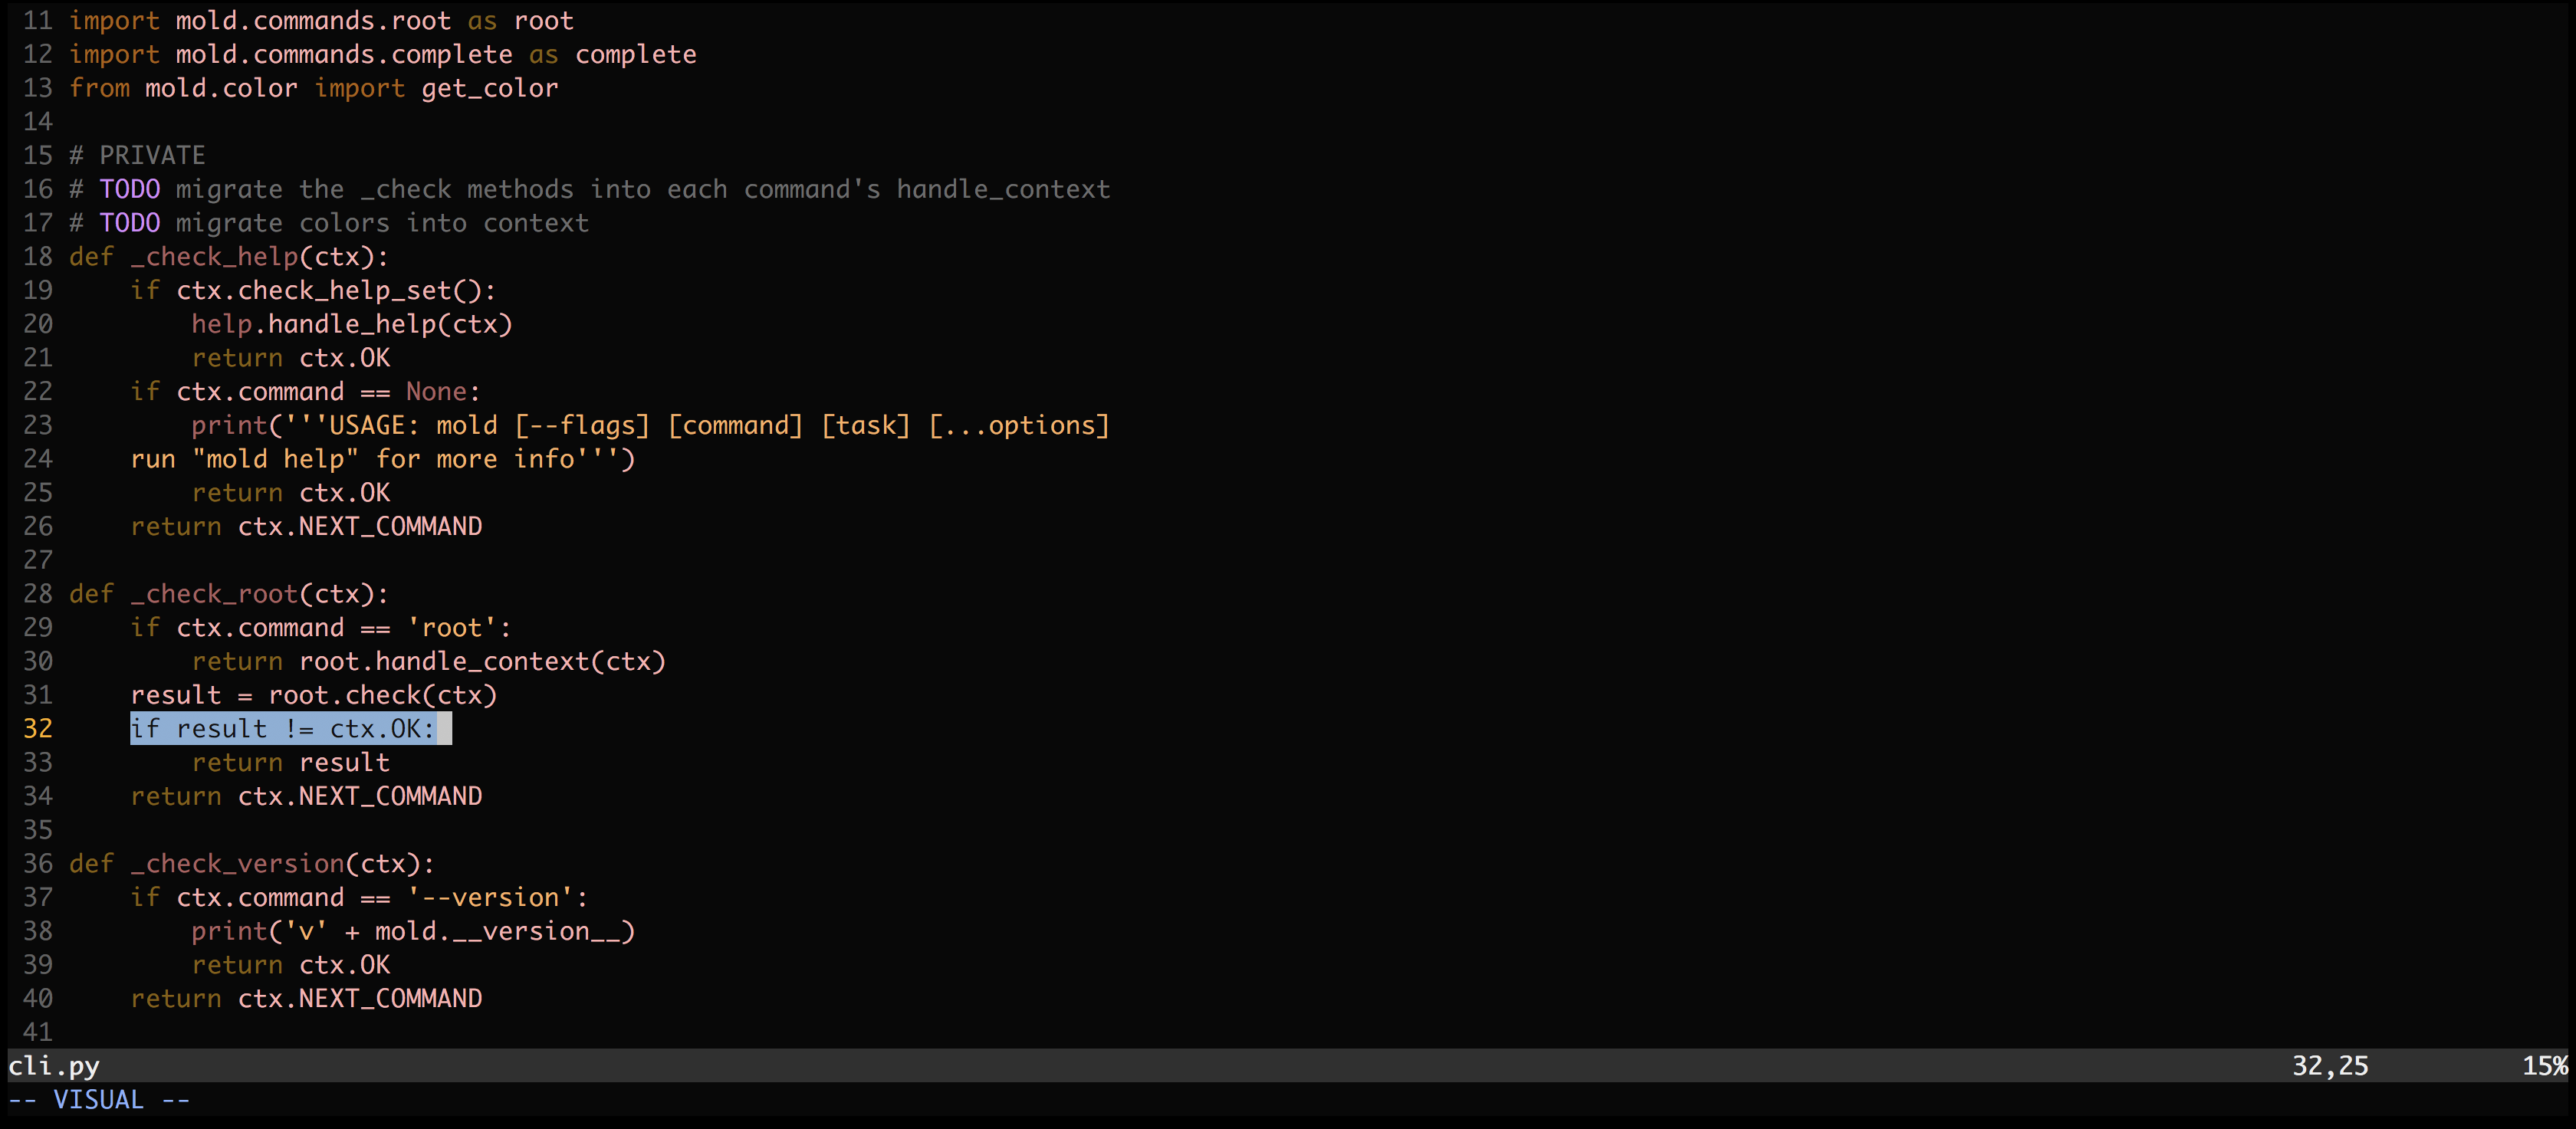 11 import mold.commands.root as root
12 import mold.commands.complete as complete
13 from mold.color import get_color
14
15 # PRIVATE
16 # TODO migrate the _check methods into each command's handle_context
17 # TODO migrate colors into context
18 def _check_help(ctx):
19     if ctx.check_help_set():
20         help.handle_help(ctx)
21         return ctx.OK
22     if ctx.command == None:
23         print('''USAGE: mold [--flags] [command] [task] [...options]
24     run "mold help" for more info''')
25         return ctx.OK
26     return ctx.NEXT_COMMAND
27
28 def _check_root(ctx):
29     if ctx.command == 'root':
30         return root.handle_context(ctx)
31     result = root.check(ctx)
32     if result != ctx.OK:
33         return result
34     return ctx.NEXT_COMMAND
35
36 def _check_version(ctx):
37     if ctx.command == '--version':
38         print('v' + mold.__version__)
39         return ctx.OK
40     return ctx.NEXT_COMMAND
41
cli.py 32,25 15%
-- VISUAL --